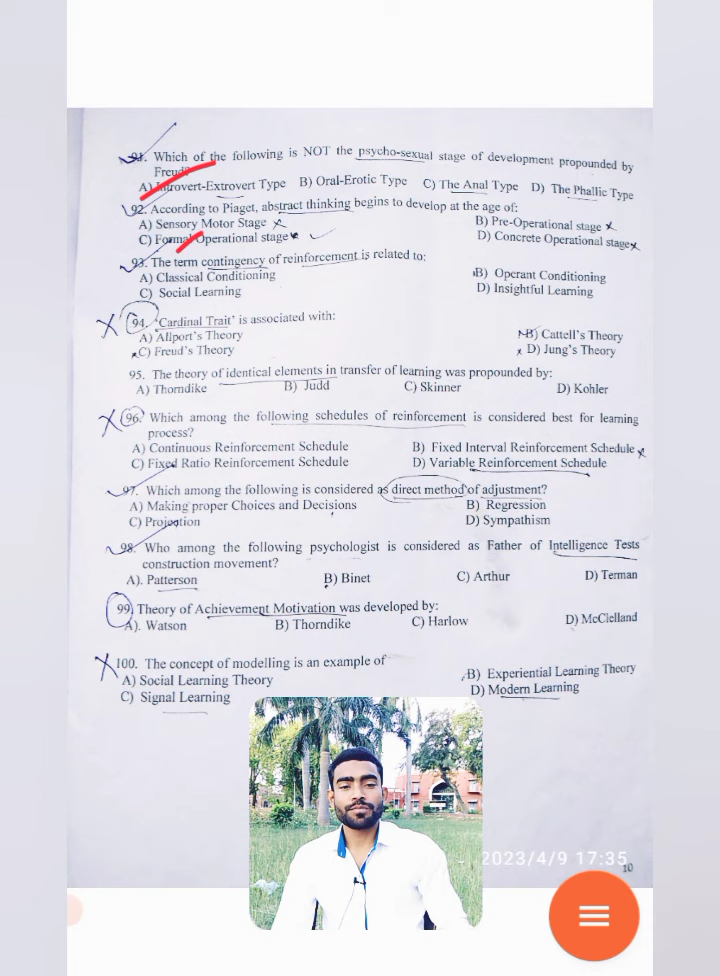 91. Which of the following is NOT the psycho-sexual stage of development propounded by
Freud?
A) Introvert-Extrovert Type B) Oral-Erotic Type C) The Anal Type D) The Phallic Type
92. According to Piaget, abstract thinking begins to develop at the age of:
A) Sensory Motor Stage B) Pre-Operational stage
C) Formal Operational stage D) Concrete Operational stage
93. The term contingency of reinforcement is related to:
A) Classical Conditioning B) Operant Conditioning
C) Social Learning D) Insightful Learning
94. 'Cardinal Trait' is associated with:
A) Allport's Theory B) Cattell's Theory
C) Freud's Theory D) Jung's Theory
95. The theory of identical elements in transfer of learning was propounded by:
A) Thorndike B) Judd C) Skinner D) Kohler
96. Which among the following schedules of reinforcement is considered best for learning
process?
A) Continuous Reinforcement Schedule B) Fixed Interval Reinforcement Schedule
C) Fixed Ratio Reinforcement Schedule D) Variable Reinforcement Schedule
97. Which among the following is considered as direct method of adjustment?
A) Making proper Choices and Decisions B) Regression
C) Projection D) Sympathism
98. Who among the following psychologist is considered as Father of Intelligence Tests
construction movement?
A). Patterson B) Binet C) Arthur D) Terman
99. Theory of Achievement Motivation was developed by:
A). Watson B) Thorndike C) Harlow D) McClelland
100. The concept of modelling is an example of
A) Social Learning Theory B) Experiential Learning Theory
C) Signal Learning D) Modern Learning
2023/4/9 17:35
10